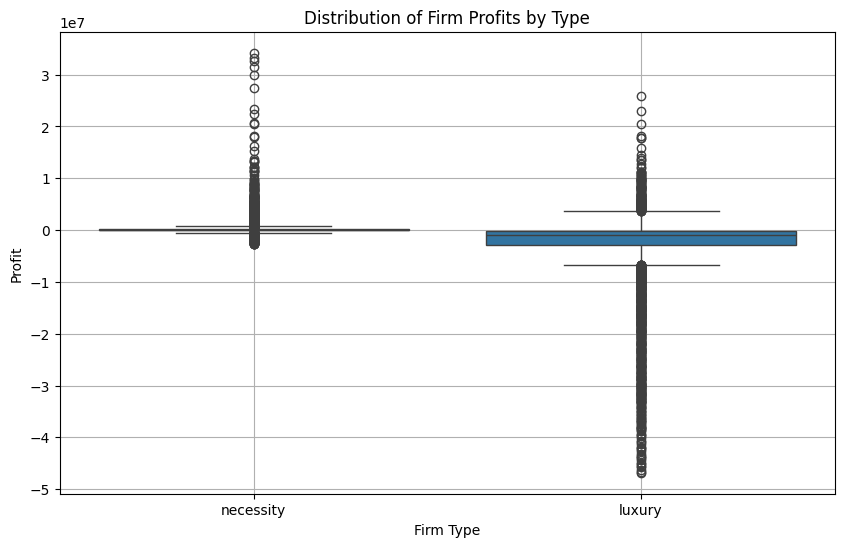 Distribution of Firm Profits by Type
1e7
3
2
1
0
−1
−2
−3
−4
−5
Profit
necessity
luxury
Firm Type